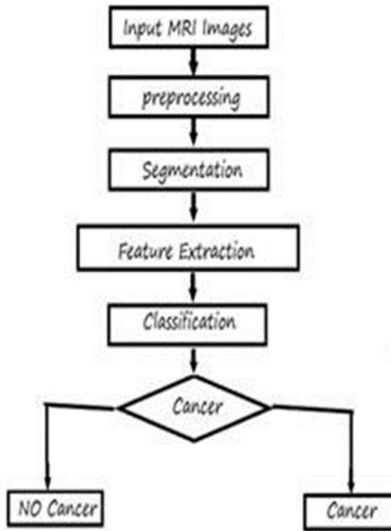 Input MRI Images
preprocessing
Segmentation
Feature Extraction
Classification
Cancer
NO Cancer
Cancer